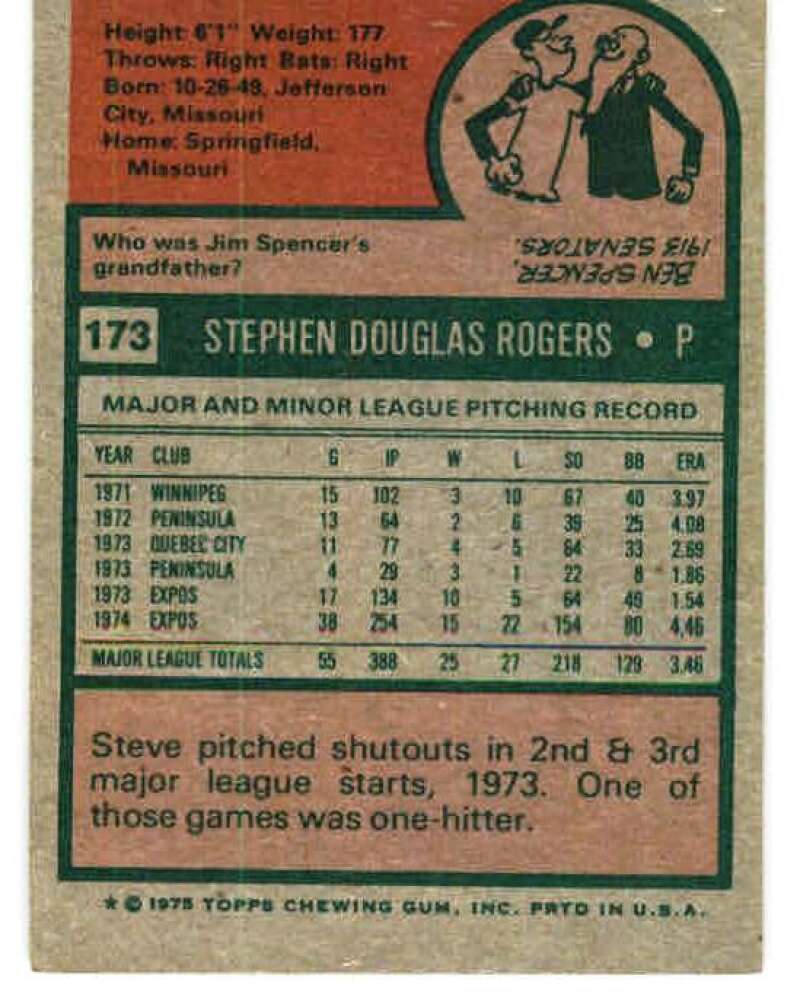 Height: 6'1" Weight: 177
Throws: Right Bats: Right
Born: 10-26-49, Jefferson
City, Missouri
Home: Springfield,
Missouri
Who was Jim Spencer's
grandfather?
BEN SPENCER,
1913 SENATORS.
173 STEPHEN DOUGLAS ROGERS • P
MAJOR AND MINOR LEAGUE PITCHING RECORD
YEAR CLUB G IP W L SO BB ERA
1971 WINNIPEG 15 102 3 10 67 40 3.97
1972 PENINSULA 13 64 2 6 39 25 4.08
1973 QUEBEC CITY 11 77 4 5 64 33 2.69
1973 PENINSULA 4 29 3 1 22 8 1.86
1973 EXPOS 17 134 10 5 64 49 1.54
1974 EXPOS 38 254 15 22 154 80 4.46
MAJOR LEAGUE TOTALS 55 388 25 27 218 129 3.46
Steve pitched shutouts in 2nd & 3rd
major league starts, 1973. One of
those games was one-hitter.
* © 1975 TOPPS CHEWING GUM, INC. PRTD IN U.S.A.